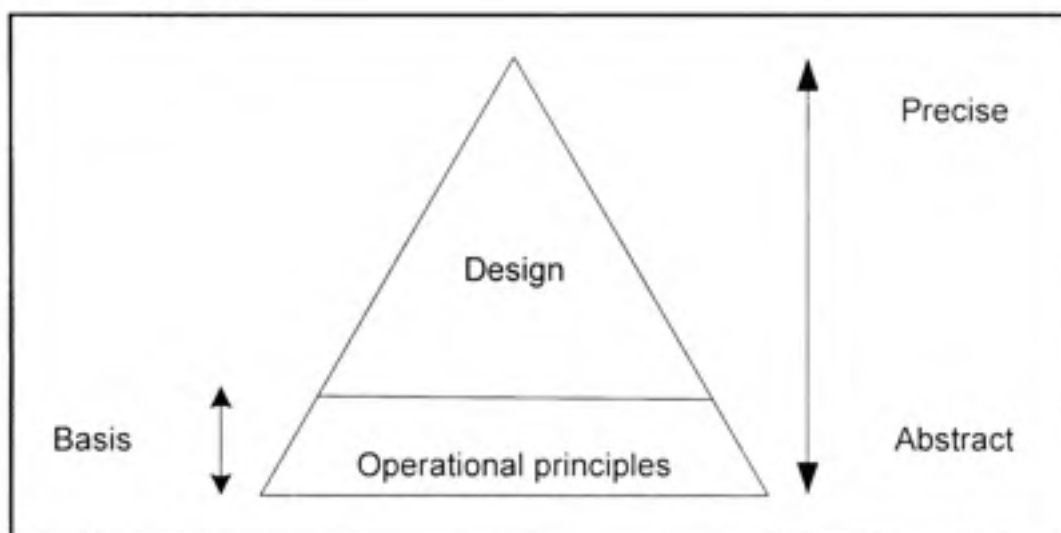 Precise
Design
Basis
Abstract
Operational principles